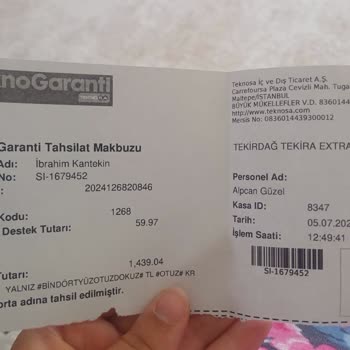 noGaranti
Garanti Tahsilat Makbuzu
Adı: İbrahim Kantekin
No: SI-1679452
: 2024126820846
Kodu: 1268
Destek Tutarı: 59.97
Tutarı: 1,439.04
YALNIZ #BİNDÖRTYÜZOTUZDOKUZ# TL #OTUZ# KR
orta adına tahsil edilmiştir.
Teknosa İç ve Dış Ticaret A.Ş.
Carrefoursa Plaza Cevizli Mah. Tuga
Maltepe/İSTANBUL
BÜYÜK MÜKELLEFLER V.D. 8360144
http://www.teknosa.com
Mersis No: 0836014439300012
TEKİRDAĞ TEKİRA EXTRA
Personel Ad:
Alpcan Güzel
Kasa ID: 8347
Tarih: 05.07.202
İşlem Saati: 12:49:41
SI-1679452